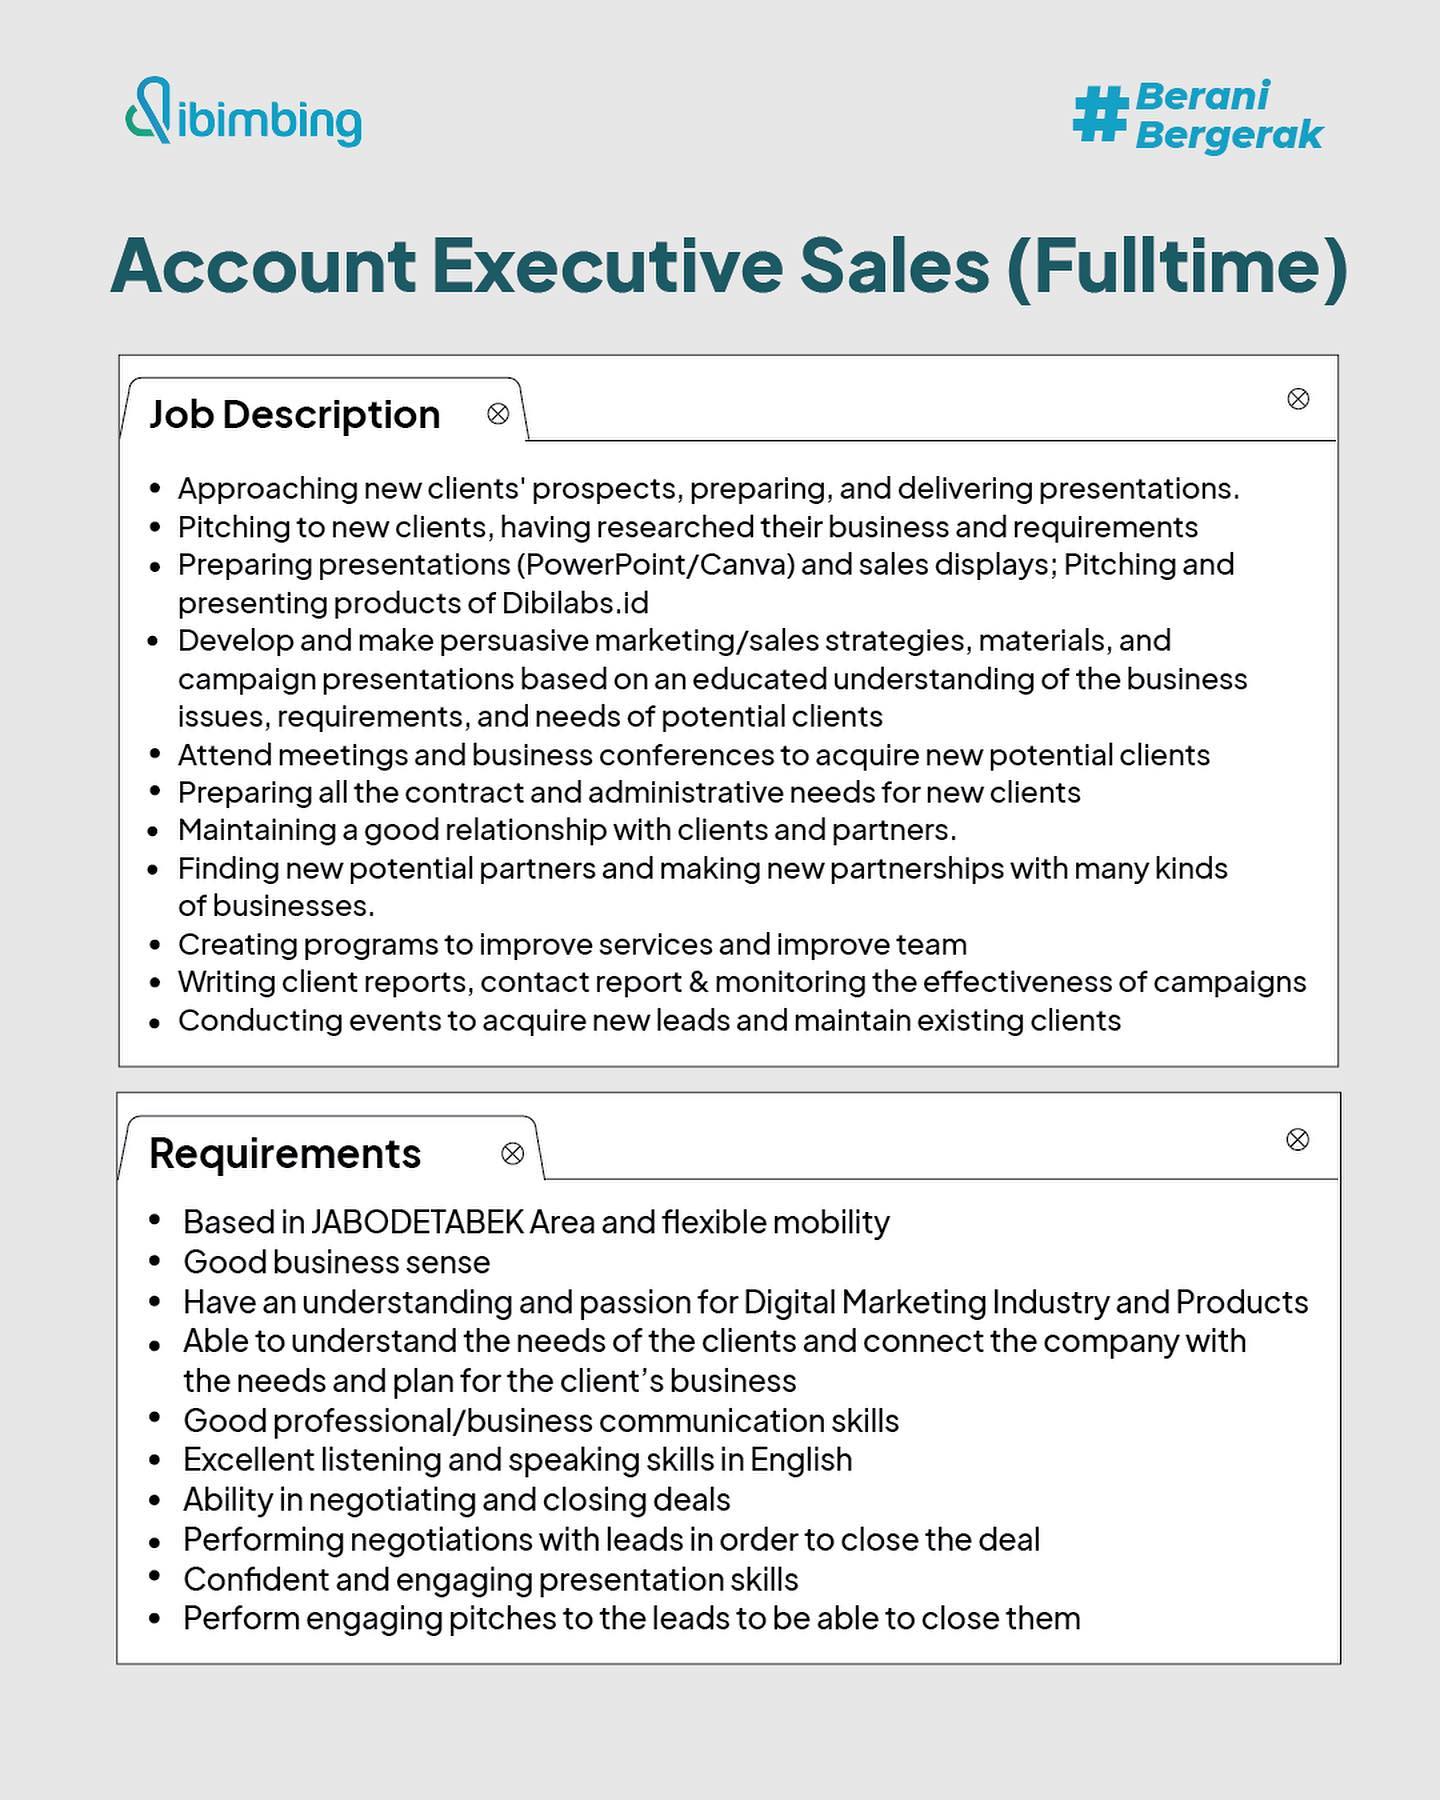 Dibimbing
#Berani
Bergerak
Account Executive Sales (Fulltime)
Job Description
• Approaching new clients' prospects, preparing, and delivering presentations.
• Pitching to new clients, having researched their business and requirements
• Preparing presentations (PowerPoint/Canva) and sales displays; Pitching and
presenting products of Dibilabs.id
• Develop and make persuasive marketing/sales strategies, materials, and
campaign presentations based on an educated understanding of the business
issues, requirements, and needs of potential clients
• Attend meetings and business conferences to acquire new potential clients
• Preparing all the contract and administrative needs for new clients
• Maintaining a good relationship with clients and partners.
• Finding new potential partners and making new partnerships with many kinds
of businesses.
• Creating programs to improve services and improve team
• Writing client reports, contact report & monitoring the effectiveness of campaigns
• Conducting events to acquire new leads and maintain existing clients
Requirements
• Based in JABODETABEK Area and flexible mobility
• Good business sense
• Have an understanding and passion for Digital Marketing Industry and Products
• Able to understand the needs of the clients and connect the company with
the needs and plan for the client’s business
• Good professional/business communication skills
• Excellent listening and speaking skills in English
• Ability in negotiating and closing deals
• Performing negotiations with leads in order to close the deal
• Confident and engaging presentation skills
• Perform engaging pitches to the leads to be able to close them